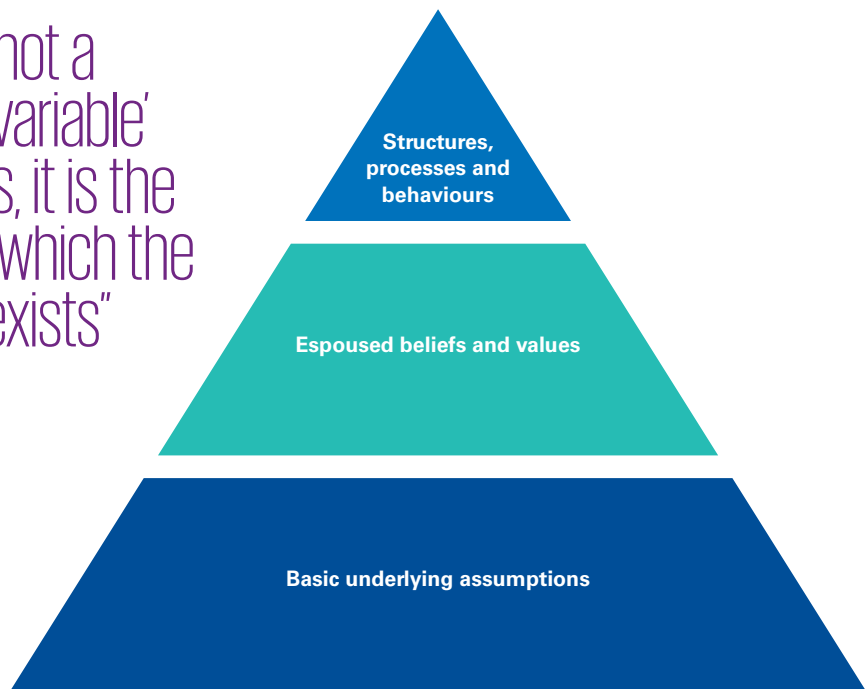 not a
variable'
s, it is the
which the
exists”
Structures,
processes and
behaviours
Espoused beliefs and values
Basic underlying assumptions